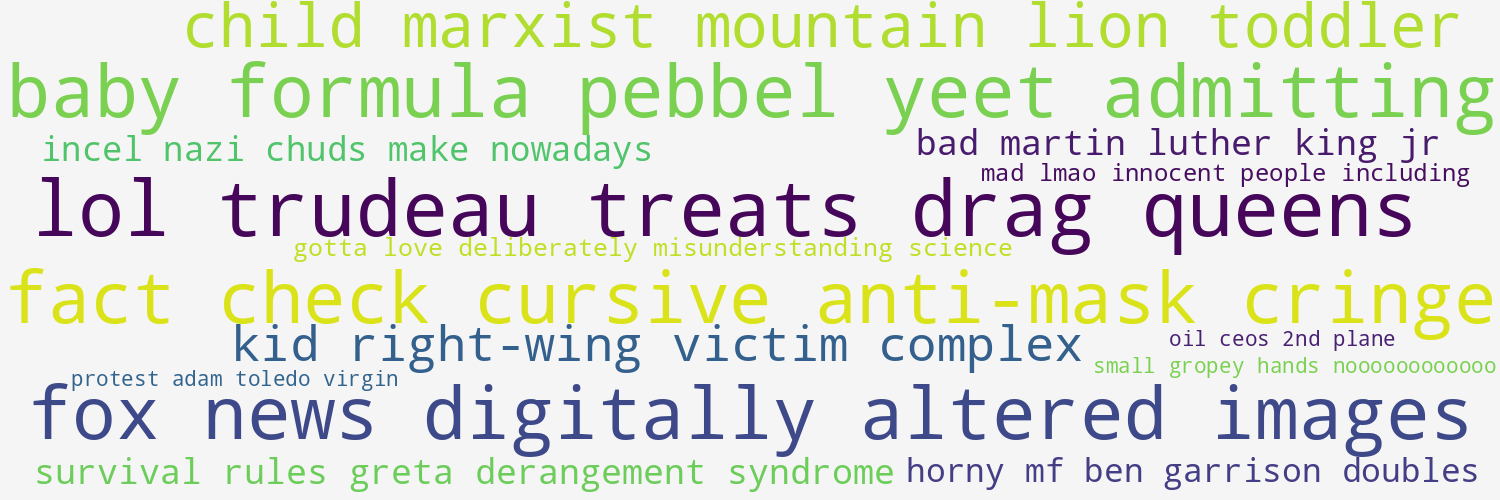 child marxist mountain lion toddler
baby formula pebbel yeet admitting
incel nazi chuds make nowadays
bad martin luther king jr
mad lmao innocent people including
lol trudeau treats drag queens
gotta love deliberately misunderstanding science
fact check cursive anti-mask cringe
kid right-wing victim complex
oil ceos 2nd plane
small gropey hands noooooooooooo
protest adam toledo virgin
fox news digitally altered images
survival rules greta derangement syndrome
horny mf ben garrison doubles